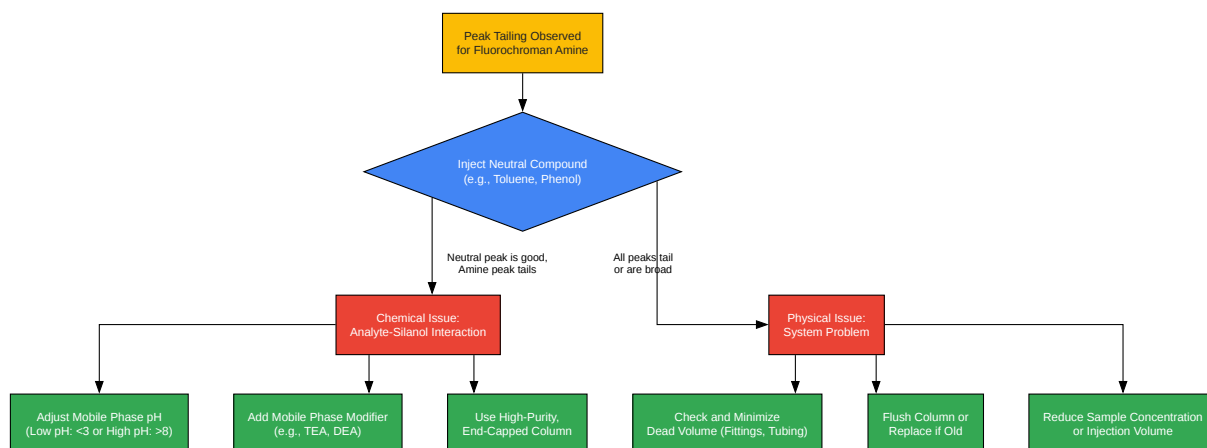 Peak Tailing Observed
for Fluorochroman Amine
Inject Neutral Compound
(e.g., Toluene, Phenol)
Neutral peak is good,
Amine peak tails
All peaks tail
or are broad
Chemical Issue:
Analyte-Silanol Interaction
Physical Issue:
System Problem
Adjust Mobile Phase pH
(Low pH: <3 or High pH: >8)
Add Mobile Phase Modifier
(e.g., TEA, DEA)
Use High-Purity,
End-Capped Column
Check and Minimize
Dead Volume (Fittings, Tubing)
Flush Column or
Replace if Old
Reduce Sample Concentration
or Injection Volume